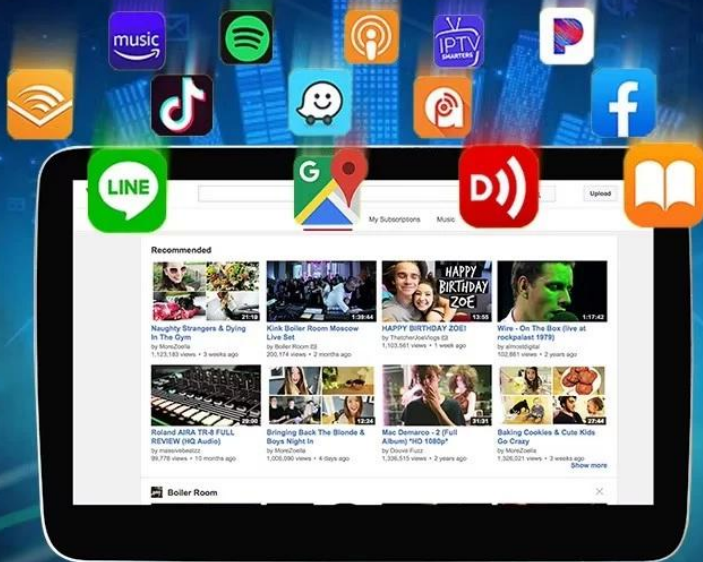 music
IPTV
SMARTERS
LINE
G
D
Upload
My Subscriptions Music
Recommended
HAPPY
BIRTHDAY
ZOE
21:10
1:39:44
13:55
1:17:42
Naughty Strangers & Dying
In The Gym
by MoreZoella
1,123,183 views • 3 weeks ago
Kink Boiler Room Moscow
Live Set
by Boiler Room
200,174 views • 2 months ago
HAPPY BIRTHDAY ZOE!
by ThatcherJoeVlogs
1,103,561 views • 1 week ago
Wire - On The Box (live at
rockpalast 1979)
by almostdigital
102,861 views • 2 years ago
29:00
12:24
31:31
27:44
Roland AIRA TR-8 FULL
REVIEW (HQ Audio)
by massivebeatzz
99,778 views • 15 months ago
Bringing Back The Blonde &
Boys Night In
by MoreZoella
1,005,090 views • 4 days ago
Mac Demarco - 2 (Full
Album) *HD 1080p*
by Douvé Fuzz
1,336,515 views • 2 years ago
Baking Cookies & Cute Kids
Go Crazy
by MoreZoella
1,326,021 views • 3 weeks ago
Show more
Boiler Room